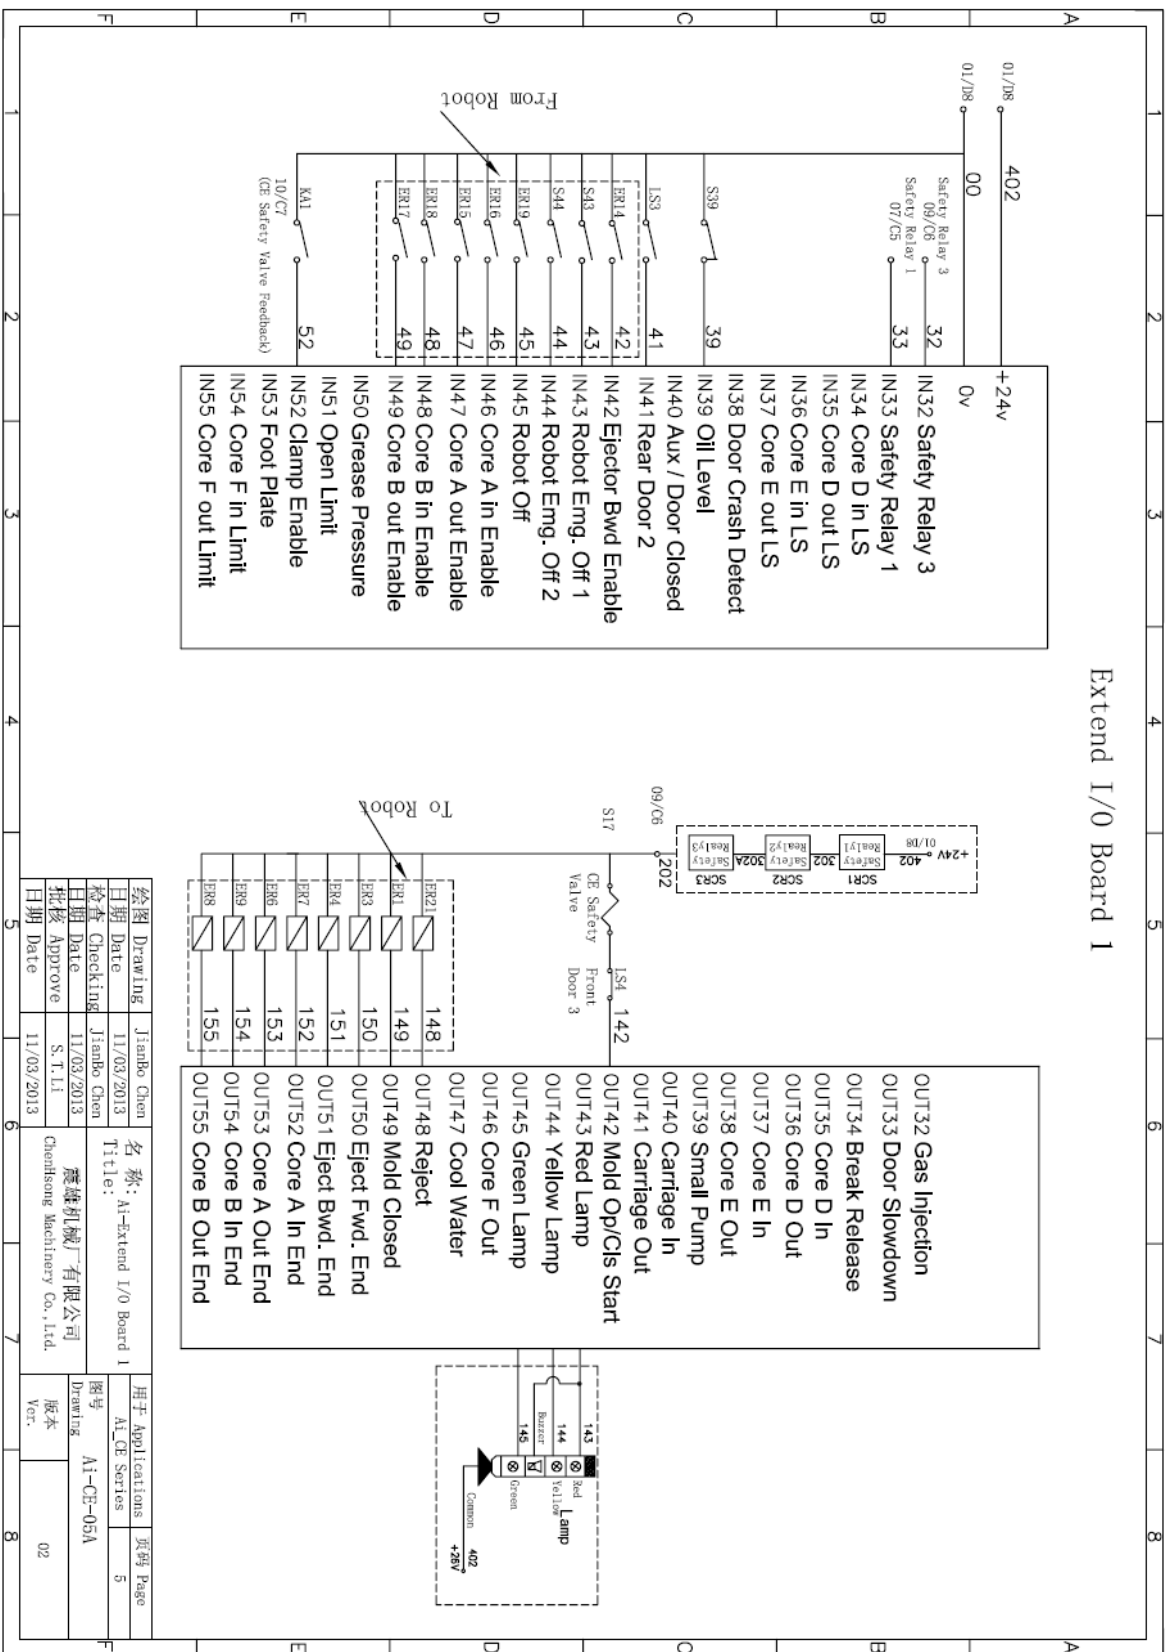 Extend I/O Board 1
1
2
3
4
5
6
7
8
A
B
C
D
E
F
01/D8
402
+24v
01/D8
00
0v
Safety Relay 3
09/C6
32
IN32 Safety Relay 3
Safety Relay 1
07/C5
33
IN33 Safety Relay 1
IN34 Core D in LS
IN35 Core D out LS
IN36 Core E in LS
IN37 Core E out LS
IN38 Door Crash Detect
S39
39
IN39 Oil Level
IN40 Aux / Door Closed
LS3
41
IN41 Rear Door 2
ER14
42
IN42 Ejector Bwd Enable
S43
43
IN43 Robot Emg. Off 1
S44
44
IN44 Robot Emg. Off 2
ER19
45
IN45 Robot Off
ER16
46
IN46 Core A in Enable
ER15
47
IN47 Core A out Enable
ER18
48
IN48 Core B in Enable
ER17
49
IN49 Core B out Enable
From Robot
IN50 Grease Pressure
IN51 Open Limit
KA1
10/C7
(CE Safety Valve Feedback)
52
IN52 Clamp Enable
IN53 Foot Plate
IN54 Core F in Limit
IN55 Core F out Limit
+24V
01/D8
402
SCR1
Safety
Realy1
302
SCR2
Safety
Realy2
302A
SCR3
Safety
Realy3
202
09/C6
S17
CE Safety
Valve
LS4
Front
Door 3
142
To Robot
ER21
148
ER1
149
ER3
150
ER4
151
ER7
152
ER6
153
ER9
154
ER8
155
OUT32 Gas Injection
OUT33 Door Slowdown
OUT34 Break Release
OUT35 Core D In
OUT36 Core D Out
OUT37 Core E In
OUT38 Core E Out
OUT39 Small Pump
OUT40 Carriage In
OUT41 Carriage Out
OUT42 Mold Op/Cls Start
OUT43 Red Lamp
OUT44 Yellow Lamp
OUT45 Green Lamp
OUT46 Core F Out
OUT47 Cool Water
OUT48 Reject
OUT49 Mold Closed
OUT50 Eject Fwd. End
OUT51 Eject Bwd. End
OUT52 Core A In End
OUT53 Core A Out End
OUT54 Core B In End
OUT55 Core B Out End
143
144
Buzzer
145
Red
Yellow
Lamp
Green
Common
402
+26V
绘图 Drawing JianBo Chen
日期 Date 11/03/2013
检查 Checking JianBo Chen
日期 Date 11/03/2013
批核 Approve S.T.Li
日期 Date 11/03/2013
名 称: Ai-Extend I/O Board 1
Title:
震雄机械厂有限公司
ChenHsong Machinery Co.,Ltd.
用于 Applications
Ai_CE Series
页码 Page
5
图号
Drawing
Ai-CE-05A
版本
Ver.
02
1
2
3
4
5
6
7
8
A
B
C
D
E
F